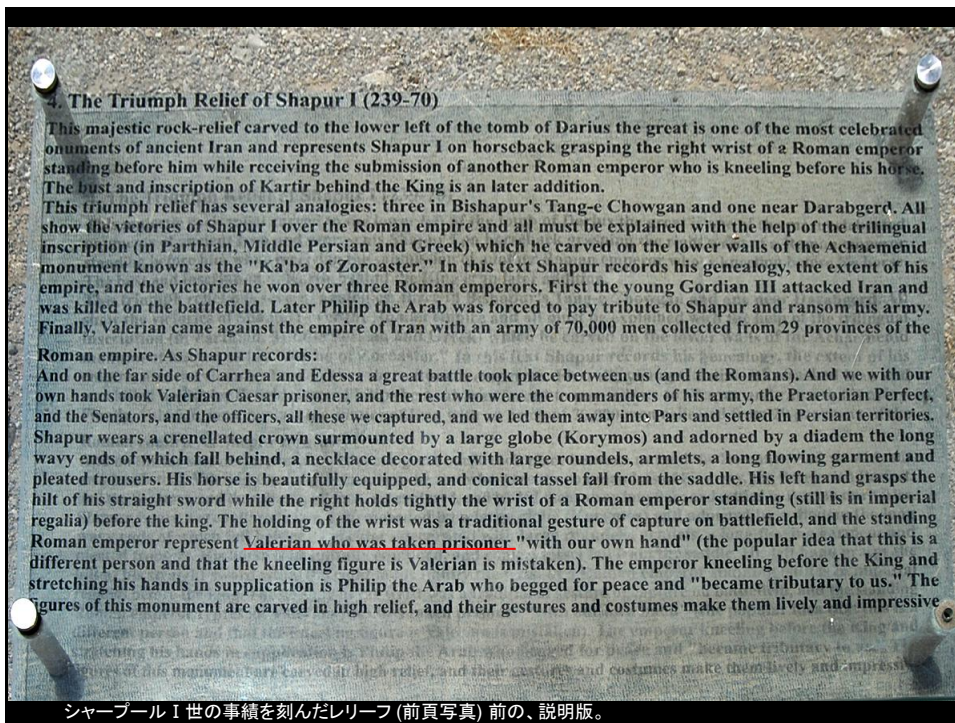 4. The Triumph Relief of Shapur I (239-70)
This majestic rock-relief carved to the lower left of the tomb of Darius the great is one of the most celebrated
onuments of ancient Iran and represents Shapur I on horseback grasping the right wrist of a Roman emperor
standing before him while receiving the submission of another Roman emperor who is kneeling before his horse.
The bust and inscription of Kartir behind the King is an later addition.
This triumph relief has several analogies: three in Bishapur's Tang-e Chowgan and one near Darabgerd. All
show the victories of Shapur I over the Roman empire and all must be explained with the help of the trilingual
inscription (in Parthian, Middle Persian and Greek) which he carved on the lower walls of the Achaemenid
monument known as the "Ka'ba of Zoroaster." In this text Shapur records his genealogy, the extent of his
empire, and the victories he won over three Roman emperors. First the young Gordian III attacked Iran and
was killed on the battlefield. Later Philip the Arab was forced to pay tribute to Shapur and ransom his army.
Finally, Valerian came against the empire of Iran with an army of 70,000 men collected from 29 provinces of the
Roman empire. As Shapur records:
And on the far side of Carrhea and Edessa a great battle took place between us (and the Romans). And we with our
own hands took Valerian Caesar prisoner, and the rest who were the commanders of his army, the Praetorian Perfect,
and the Senators, and the officers, all these we captured, and we led them away into Pars and settled in Persian territories.
Shapur wears a crenellated crown surmounted by a large globe (Korymos) and adorned by a diadem the long
wavy ends of which fall behind, a necklace decorated with large roundels, armlets, a long flowing garment and
pleated trousers. His horse is beautifully equipped, and conical tassel fall from the saddle. His left hand grasps the
hilt of his straight sword while the right holds tightly the wrist of a Roman emperor standing (still is in imperial
regalia) before the king. The holding of the wrist was a traditional gesture of capture on battlefield, and the standing
Roman emperor represent Valerian who was taken prisoner "with our own hand" (the popular idea that this is a
different person and that the kneeling figure is Valerian is mistaken). The emperor kneeling before the King and
stretching his hands in supplication is Philip the Arab who begged for peace and "became tributary to us." The
figures of this monument are carved in high relief, and their gestures and costumes make them lively and impressive
シャープールⅠ世の事績を刻んだレリーフ (前頁写真) 前の、説明版。